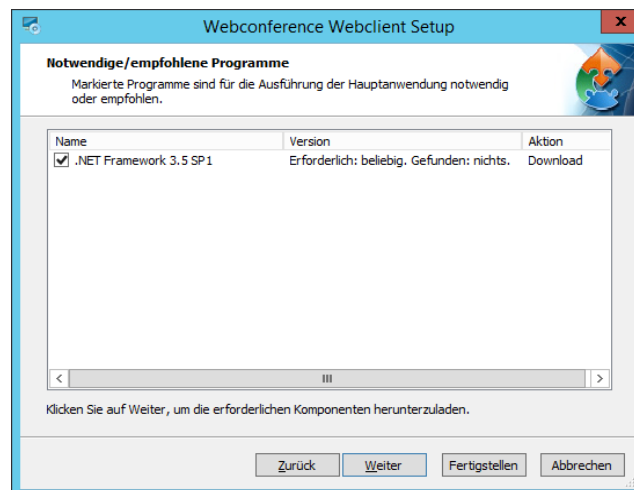 Webconference Webclient Setup
x
Notwendige/empfohlene Programme
Markierte Programme sind für die Ausführung der Hauptanwendung notwendig
oder empfohlen.
Name Version Aktion
.NET Framework 3.5 SP1 Erforderlich: beliebig. Gefunden: nichts. Download
Klicken Sie auf Weiter, um die erforderlichen Komponenten herunterzuladen.
Zurück Weiter Fertigstellen Abbrechen